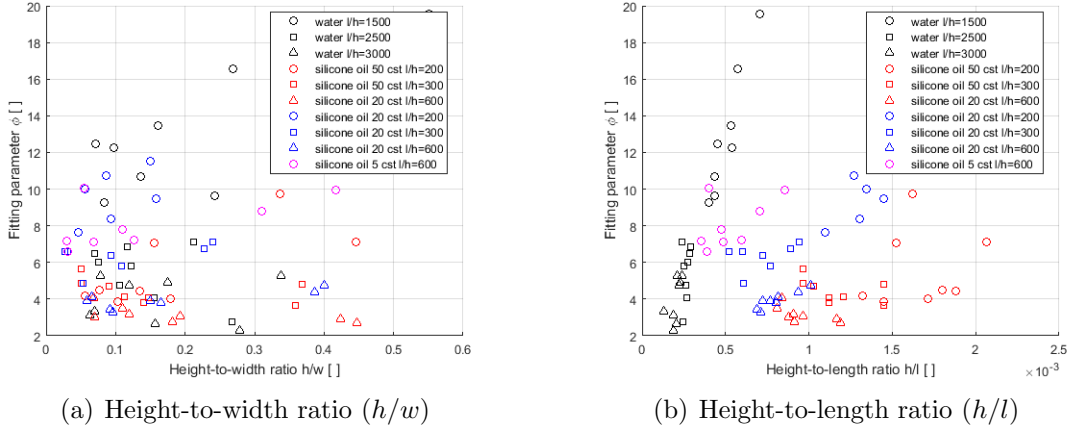 20
18
16
14
12
10
8
6
4
2
Fitting parameter ϕ [ ]
0
0.1
0.2
0.3
0.4
0.5
0.6
Height-to-width ratio h/w [ ]
water l/h=1500
water l/h=2500
water l/h=3000
silicone oil 50 cst l/h=200
silicone oil 50 cst l/h=300
silicone oil 20 cst l/h=600
silicone oil 20 cst l/h=200
silicone oil 20 cst l/h=300
silicone oil 20 cst l/h=600
silicone oil 5 cst l/h=600
(a) Height-to-width ratio (h/w)
20
18
16
14
12
10
8
6
4
2
Fitting parameter ϕ [ ]
0
0.5
1
1.5
2
2.5
×10⁻³
Height-to-length ratio h/l [ ]
water l/h=1500
water l/h=2500
water l/h=3000
silicone oil 50 cst l/h=200
silicone oil 50 cst l/h=300
silicone oil 20 cst l/h=600
silicone oil 20 cst l/h=200
silicone oil 20 cst l/h=300
silicone oil 20 cst l/h=600
silicone oil 5 cst l/h=600
(b) Height-to-length ratio (h/l)